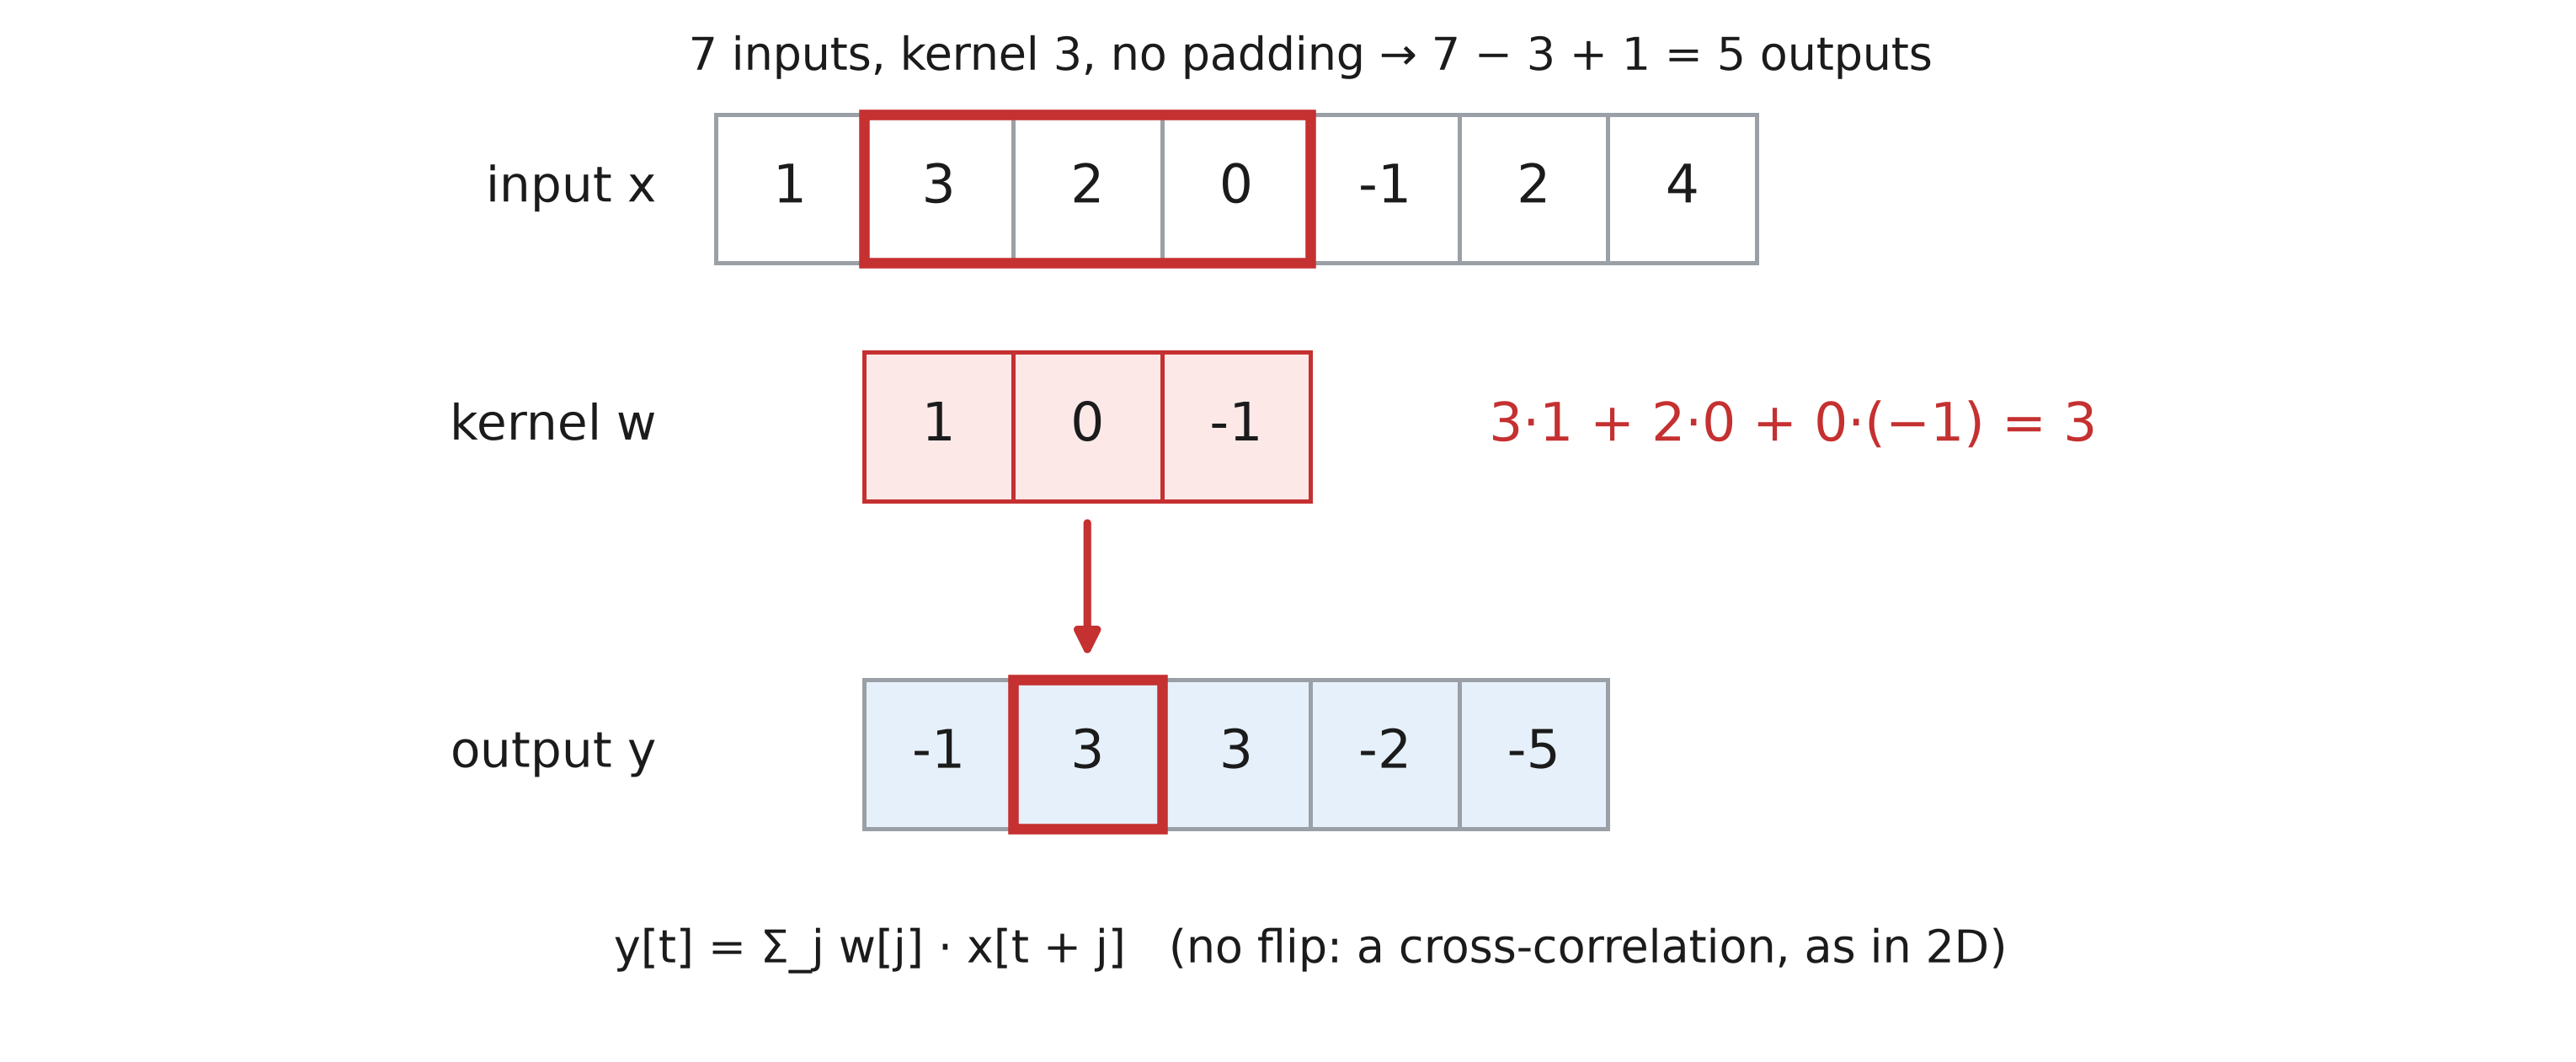 7 inputs, kernel 3, no padding → 7 − 3 + 1 = 5 outputs
input x 1 3 2 0 -1 2 4
kernel w 1 0 -1 3·1 + 2·0 + 0·(−1) = 3
output y -1 3 3 -2 -5
y[t] = Σ_j w[j] · x[t + j] (no flip: a cross-correlation, as in 2D)